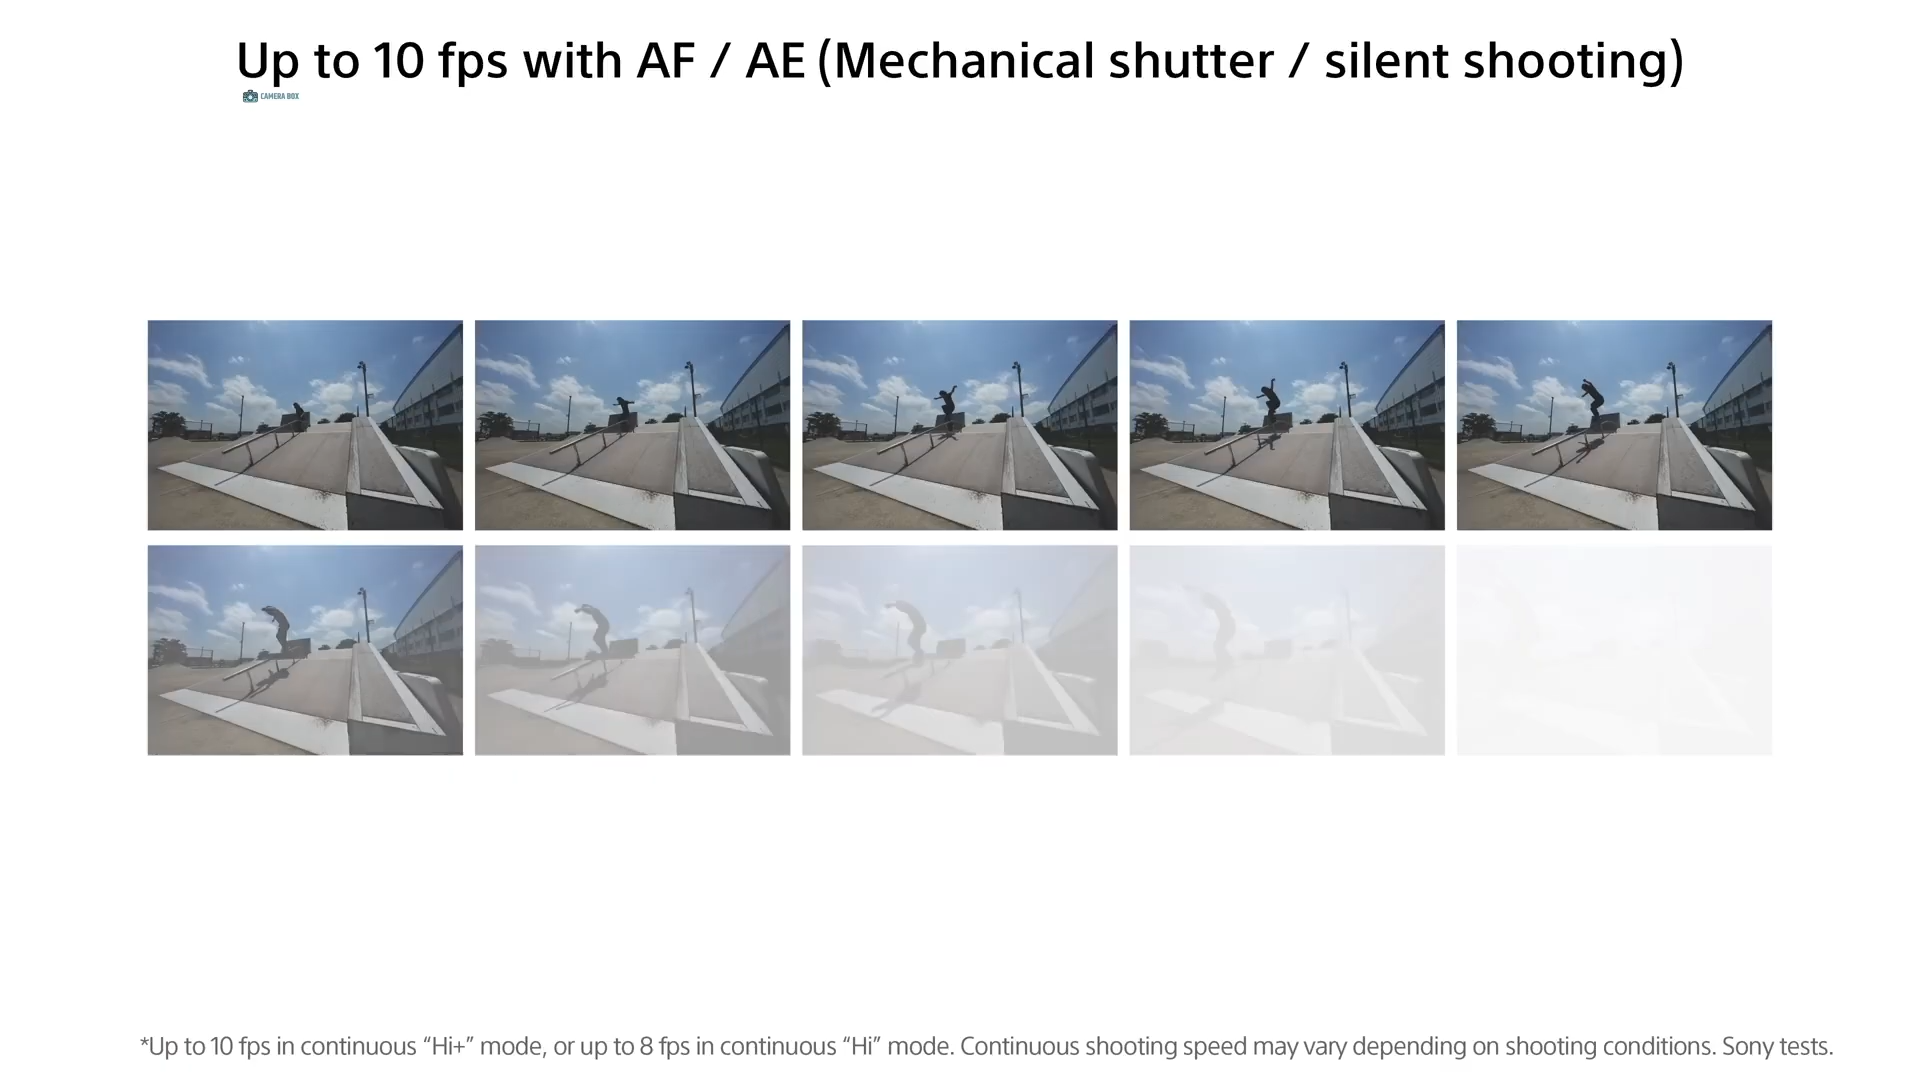 Up to 10 fps with AF / AE (Mechanical shutter / silent shooting)
CAMERA BOX
*Up to 10 fps in continuous “Hi+” mode, or up to 8 fps in continuous “Hi” mode. Continuous shooting speed may vary depending on shooting conditions. Sony tests.